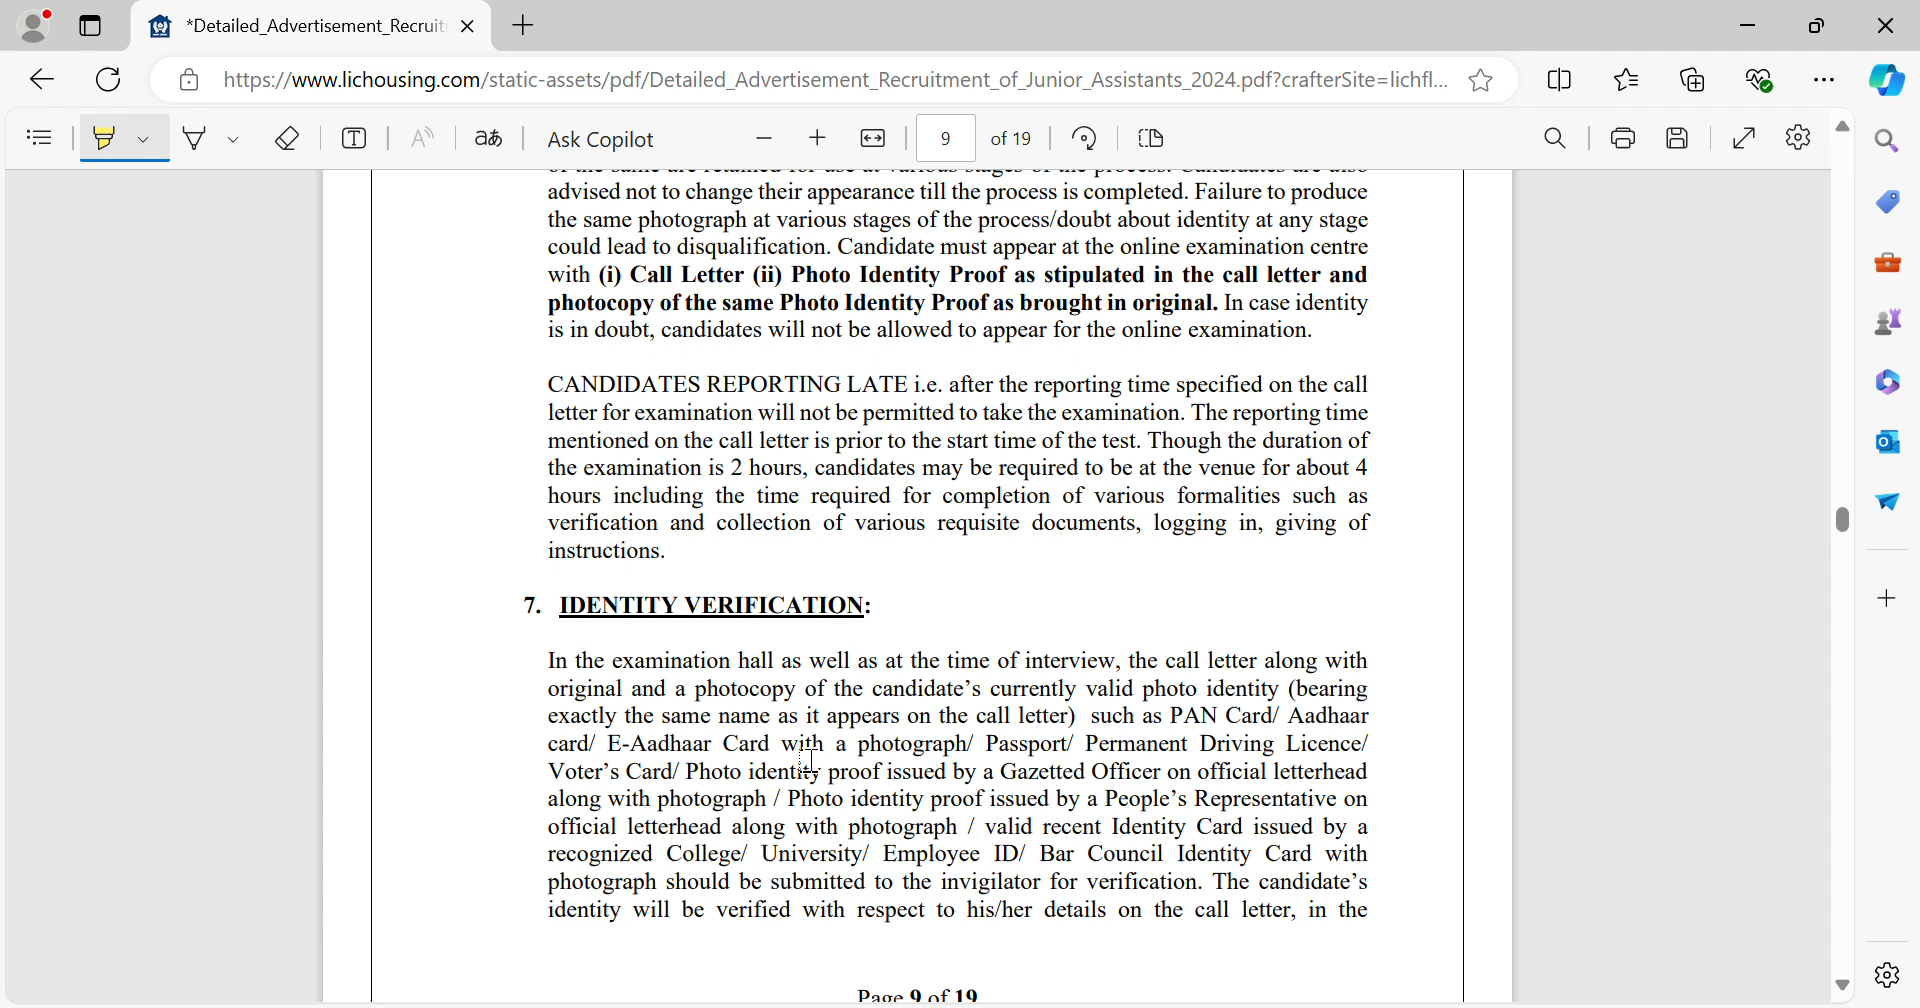 *Detailed_Advertisement_Recruit
https://www.lichousing.com/static-assets/pdf/Detailed_Advertisement_Recruitment_of_Junior_Assistants_2024.pdf?crafterSite=lichfl...
Ask Copilot
9 of 19
of the same are retained for use at various stages of the process. Candidates are also
advised not to change their appearance till the process is completed. Failure to produce
the same photograph at various stages of the process/doubt about identity at any stage
could lead to disqualification. Candidate must appear at the online examination centre
with (i) Call Letter (ii) Photo Identity Proof as stipulated in the call letter and
photocopy of the same Photo Identity Proof as brought in original. In case identity
is in doubt, candidates will not be allowed to appear for the online examination.
CANDIDATES REPORTING LATE i.e. after the reporting time specified on the call
letter for examination will not be permitted to take the examination. The reporting time
mentioned on the call letter is prior to the start time of the test. Though the duration of
the examination is 2 hours, candidates may be required to be at the venue for about 4
hours including the time required for completion of various formalities such as
verification and collection of various requisite documents, logging in, giving of
instructions.
7. IDENTITY VERIFICATION:
In the examination hall as well as at the time of interview, the call letter along with
original and a photocopy of the candidate's currently valid photo identity (bearing
exactly the same name as it appears on the call letter) such as PAN Card/ Aadhaar
card/ E-Aadhaar Card with a photograph/ Passport/ Permanent Driving Licence/
Voter's Card/ Photo identity proof issued by a Gazetted Officer on official letterhead
along with photograph / Photo identity proof issued by a People's Representative on
official letterhead along with photograph / valid recent Identity Card issued by a
recognized College/ University/ Employee ID/ Bar Council Identity Card with
photograph should be submitted to the invigilator for verification. The candidate's
identity will be verified with respect to his/her details on the call letter, in the
Page 9 of 19